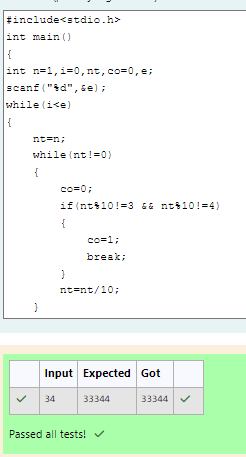 #include<stdio.h>
int main()
{
int n=1,i=0,nt,co=0,e;
scanf("%d",&e);
while(i<e)
{
nt=n;
while(nt!=0)
{
co=0;
if(nt%10!=3 && nt%10!=4)
{
co=1;
break;
}
nt=nt/10;
}
Input Expected Got
✓ 34 33344 33344 ✓
Passed all tests! ✓